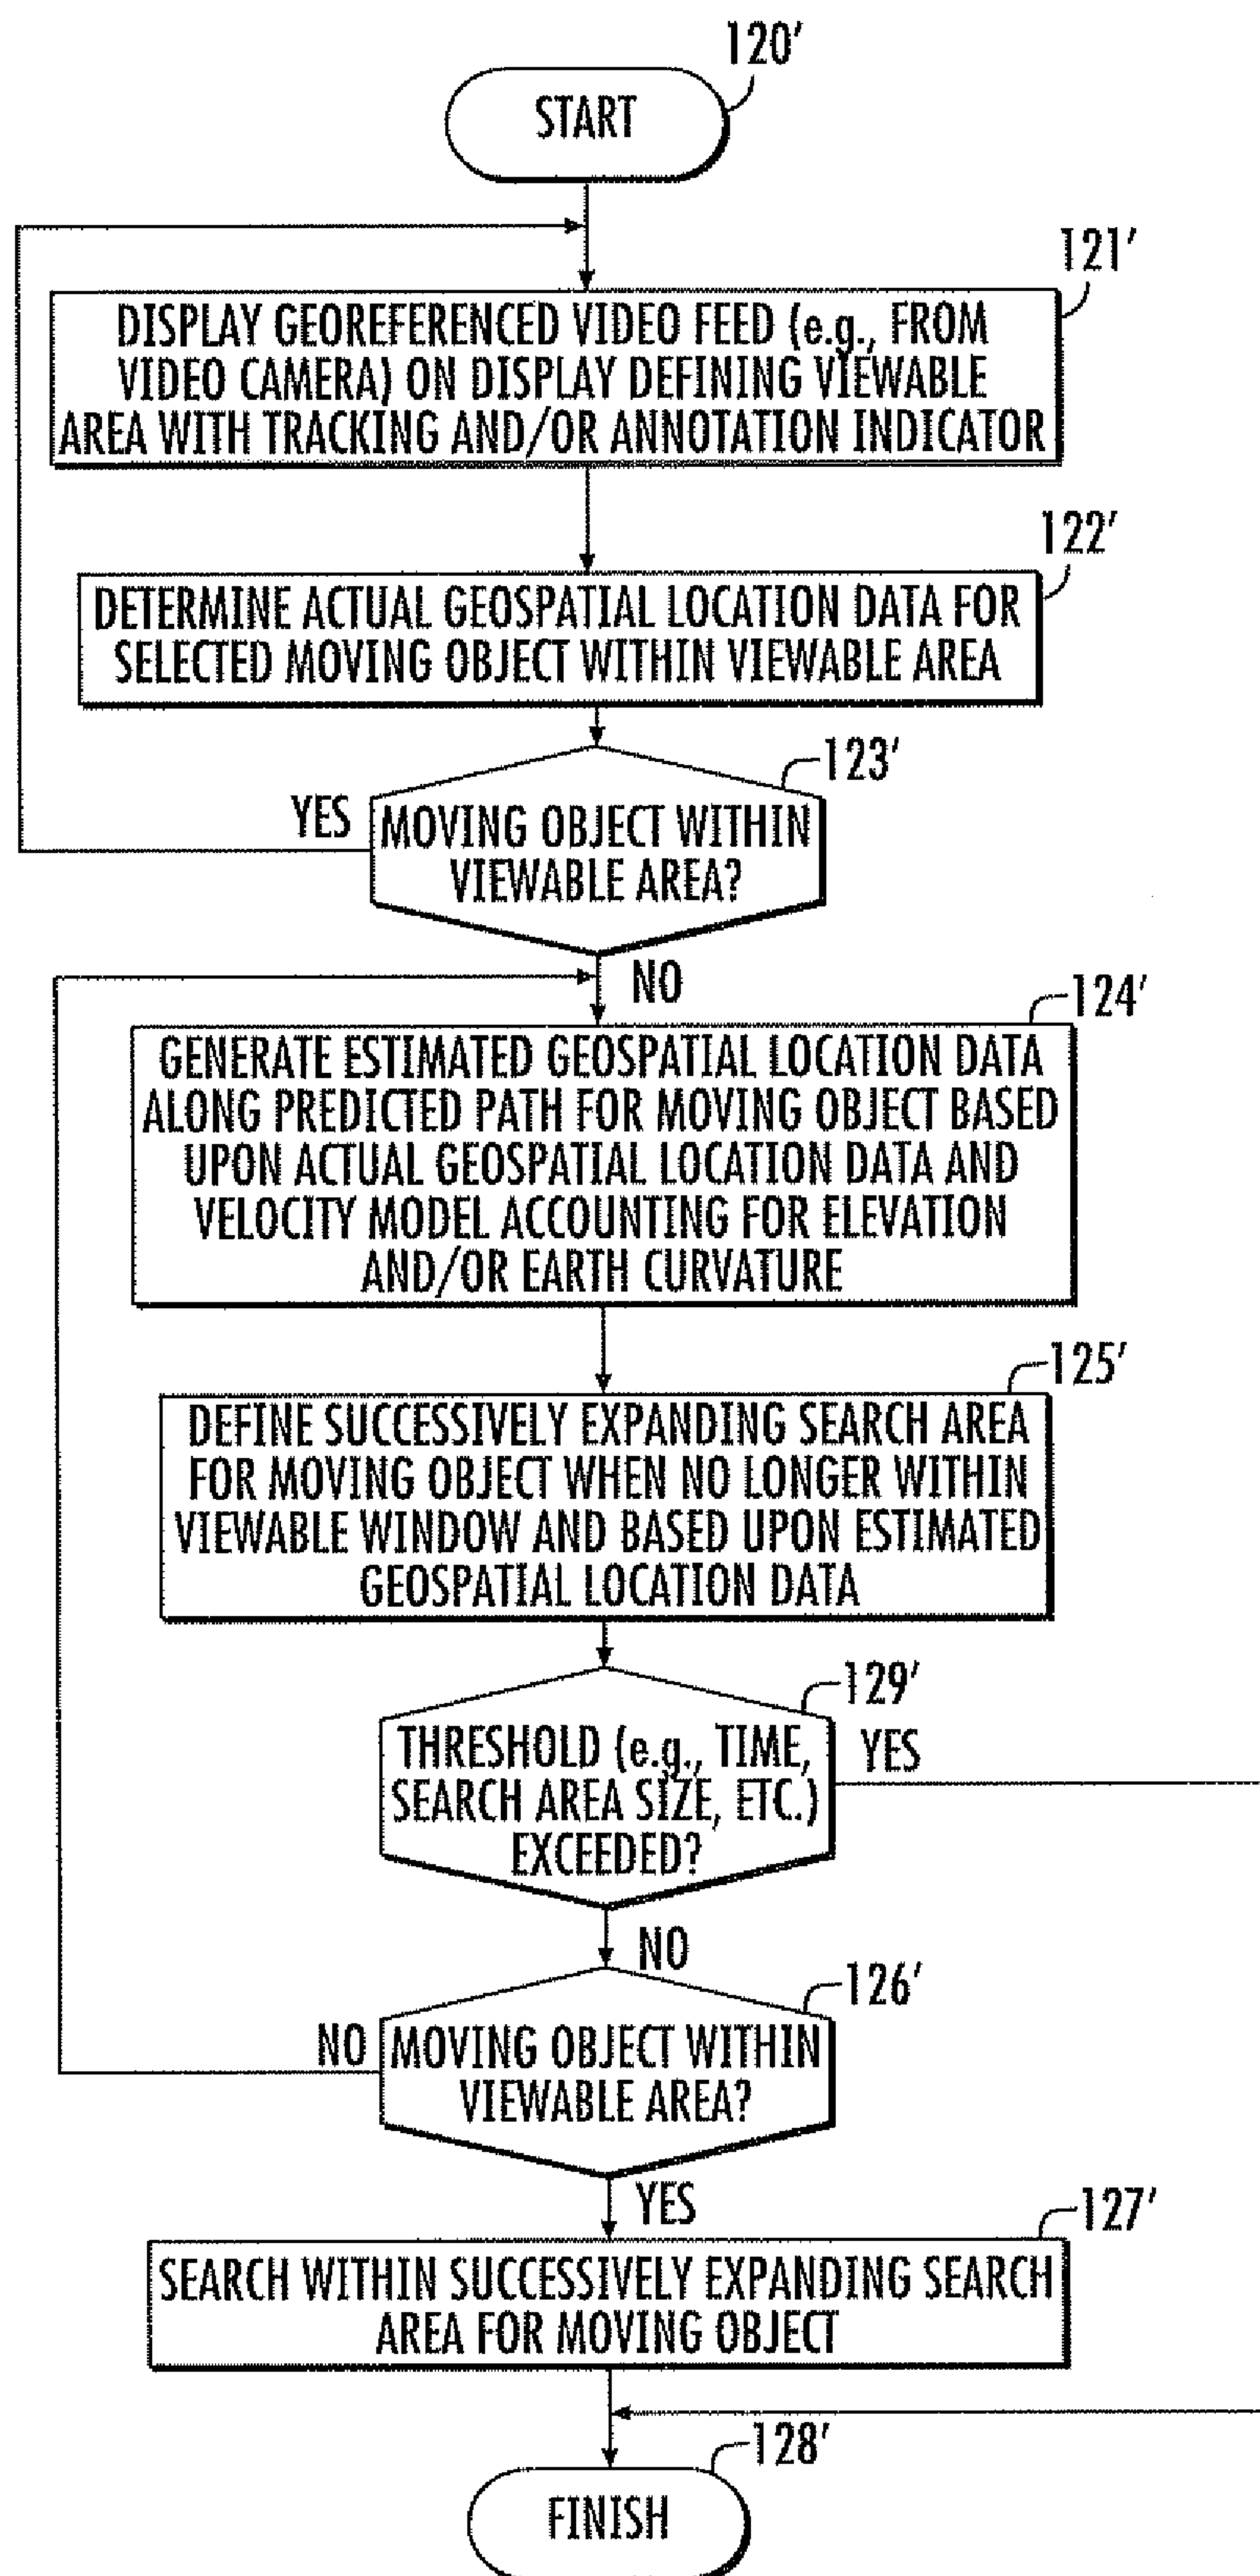 120'
START
121'
DISPLAY GEOREFERENCED VIDEO FEED (e.g., FROM
VIDEO CAMERA) ON DISPLAY DEFINING VIEWABLE
AREA WITH TRACKING AND/OR ANNOTATION INDICATOR
122'
DETERMINE ACTUAL GEOSPATIAL LOCATION DATA FOR
SELECTED MOVING OBJECT WITHIN VIEWABLE AREA
123'
YES
MOVING OBJECT WITHIN
VIEWABLE AREA?
NO
124'
GENERATE ESTIMATED GEOSPATIAL LOCATION DATA
ALONG PREDICTED PATH FOR MOVING OBJECT BASED
UPON ACTUAL GEOSPATIAL LOCATION DATA AND
VELOCITY MODEL ACCOUNTING FOR ELEVATION
AND/OR EARTH CURVATURE
125'
DEFINE SUCCESSIVELY EXPANDING SEARCH AREA
FOR MOVING OBJECT WHEN NO LONGER WITHIN
VIEWABLE WINDOW AND BASED UPON ESTIMATED
GEOSPATIAL LOCATION DATA
129'
THRESHOLD (e.g., TIME,
SEARCH AREA SIZE, ETC.)
EXCEEDED?
YES
NO
126'
NO
MOVING OBJECT WITHIN
VIEWABLE AREA?
YES
127'
SEARCH WITHIN SUCCESSIVELY EXPANDING SEARCH
AREA FOR MOVING OBJECT
128'
FINISH